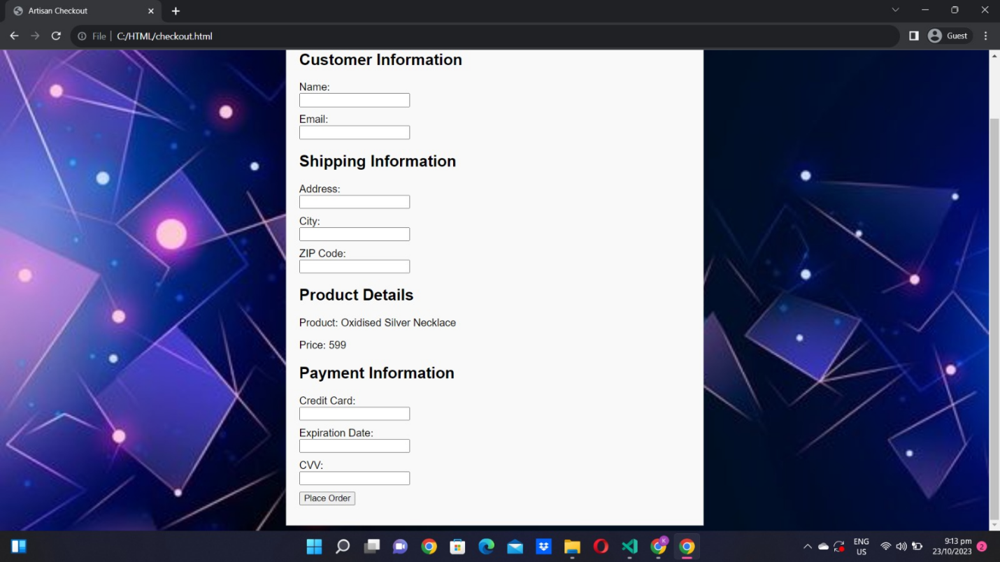 Artisan Checkout
File
C:/HTML/checkout.html
Guest
Customer Information
Name:
Email:
Shipping Information
Address:
City:
ZIP Code:
Product Details
Product: Oxidised Silver Necklace
Price: 599
Payment Information
Credit Card:
Expiration Date:
CVV:
Place Order
K
ENG
US
9:13 pm
23/10/2023
2